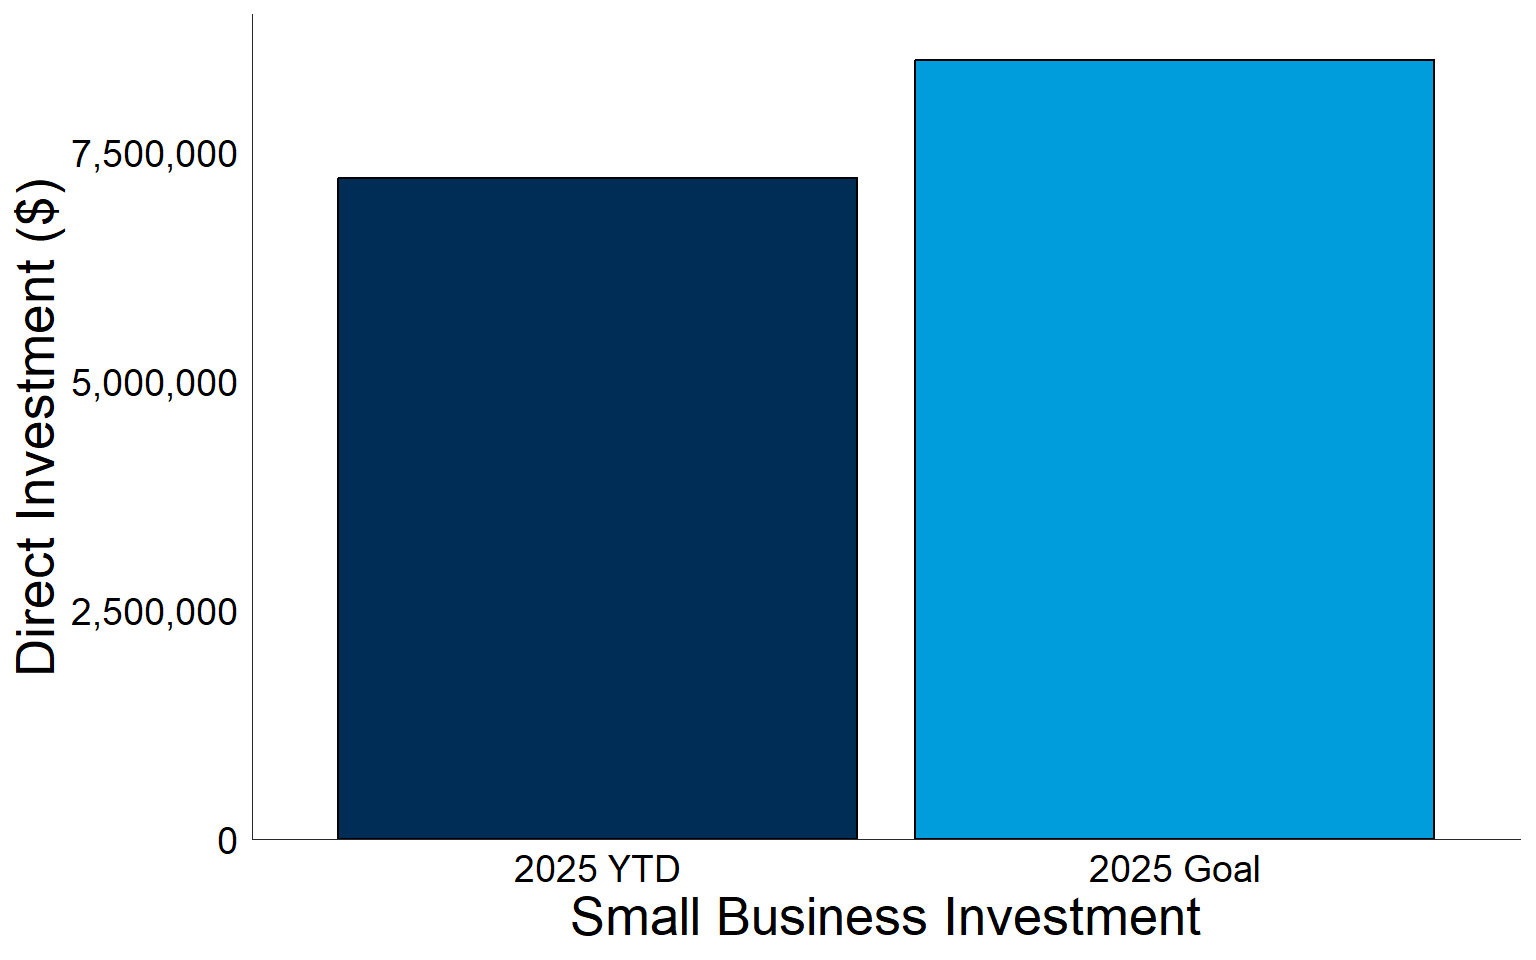 Direct Investment ($)
7,500,000
5,000,000
2,500,000
0
2025 YTD
2025 Goal
Small Business Investment